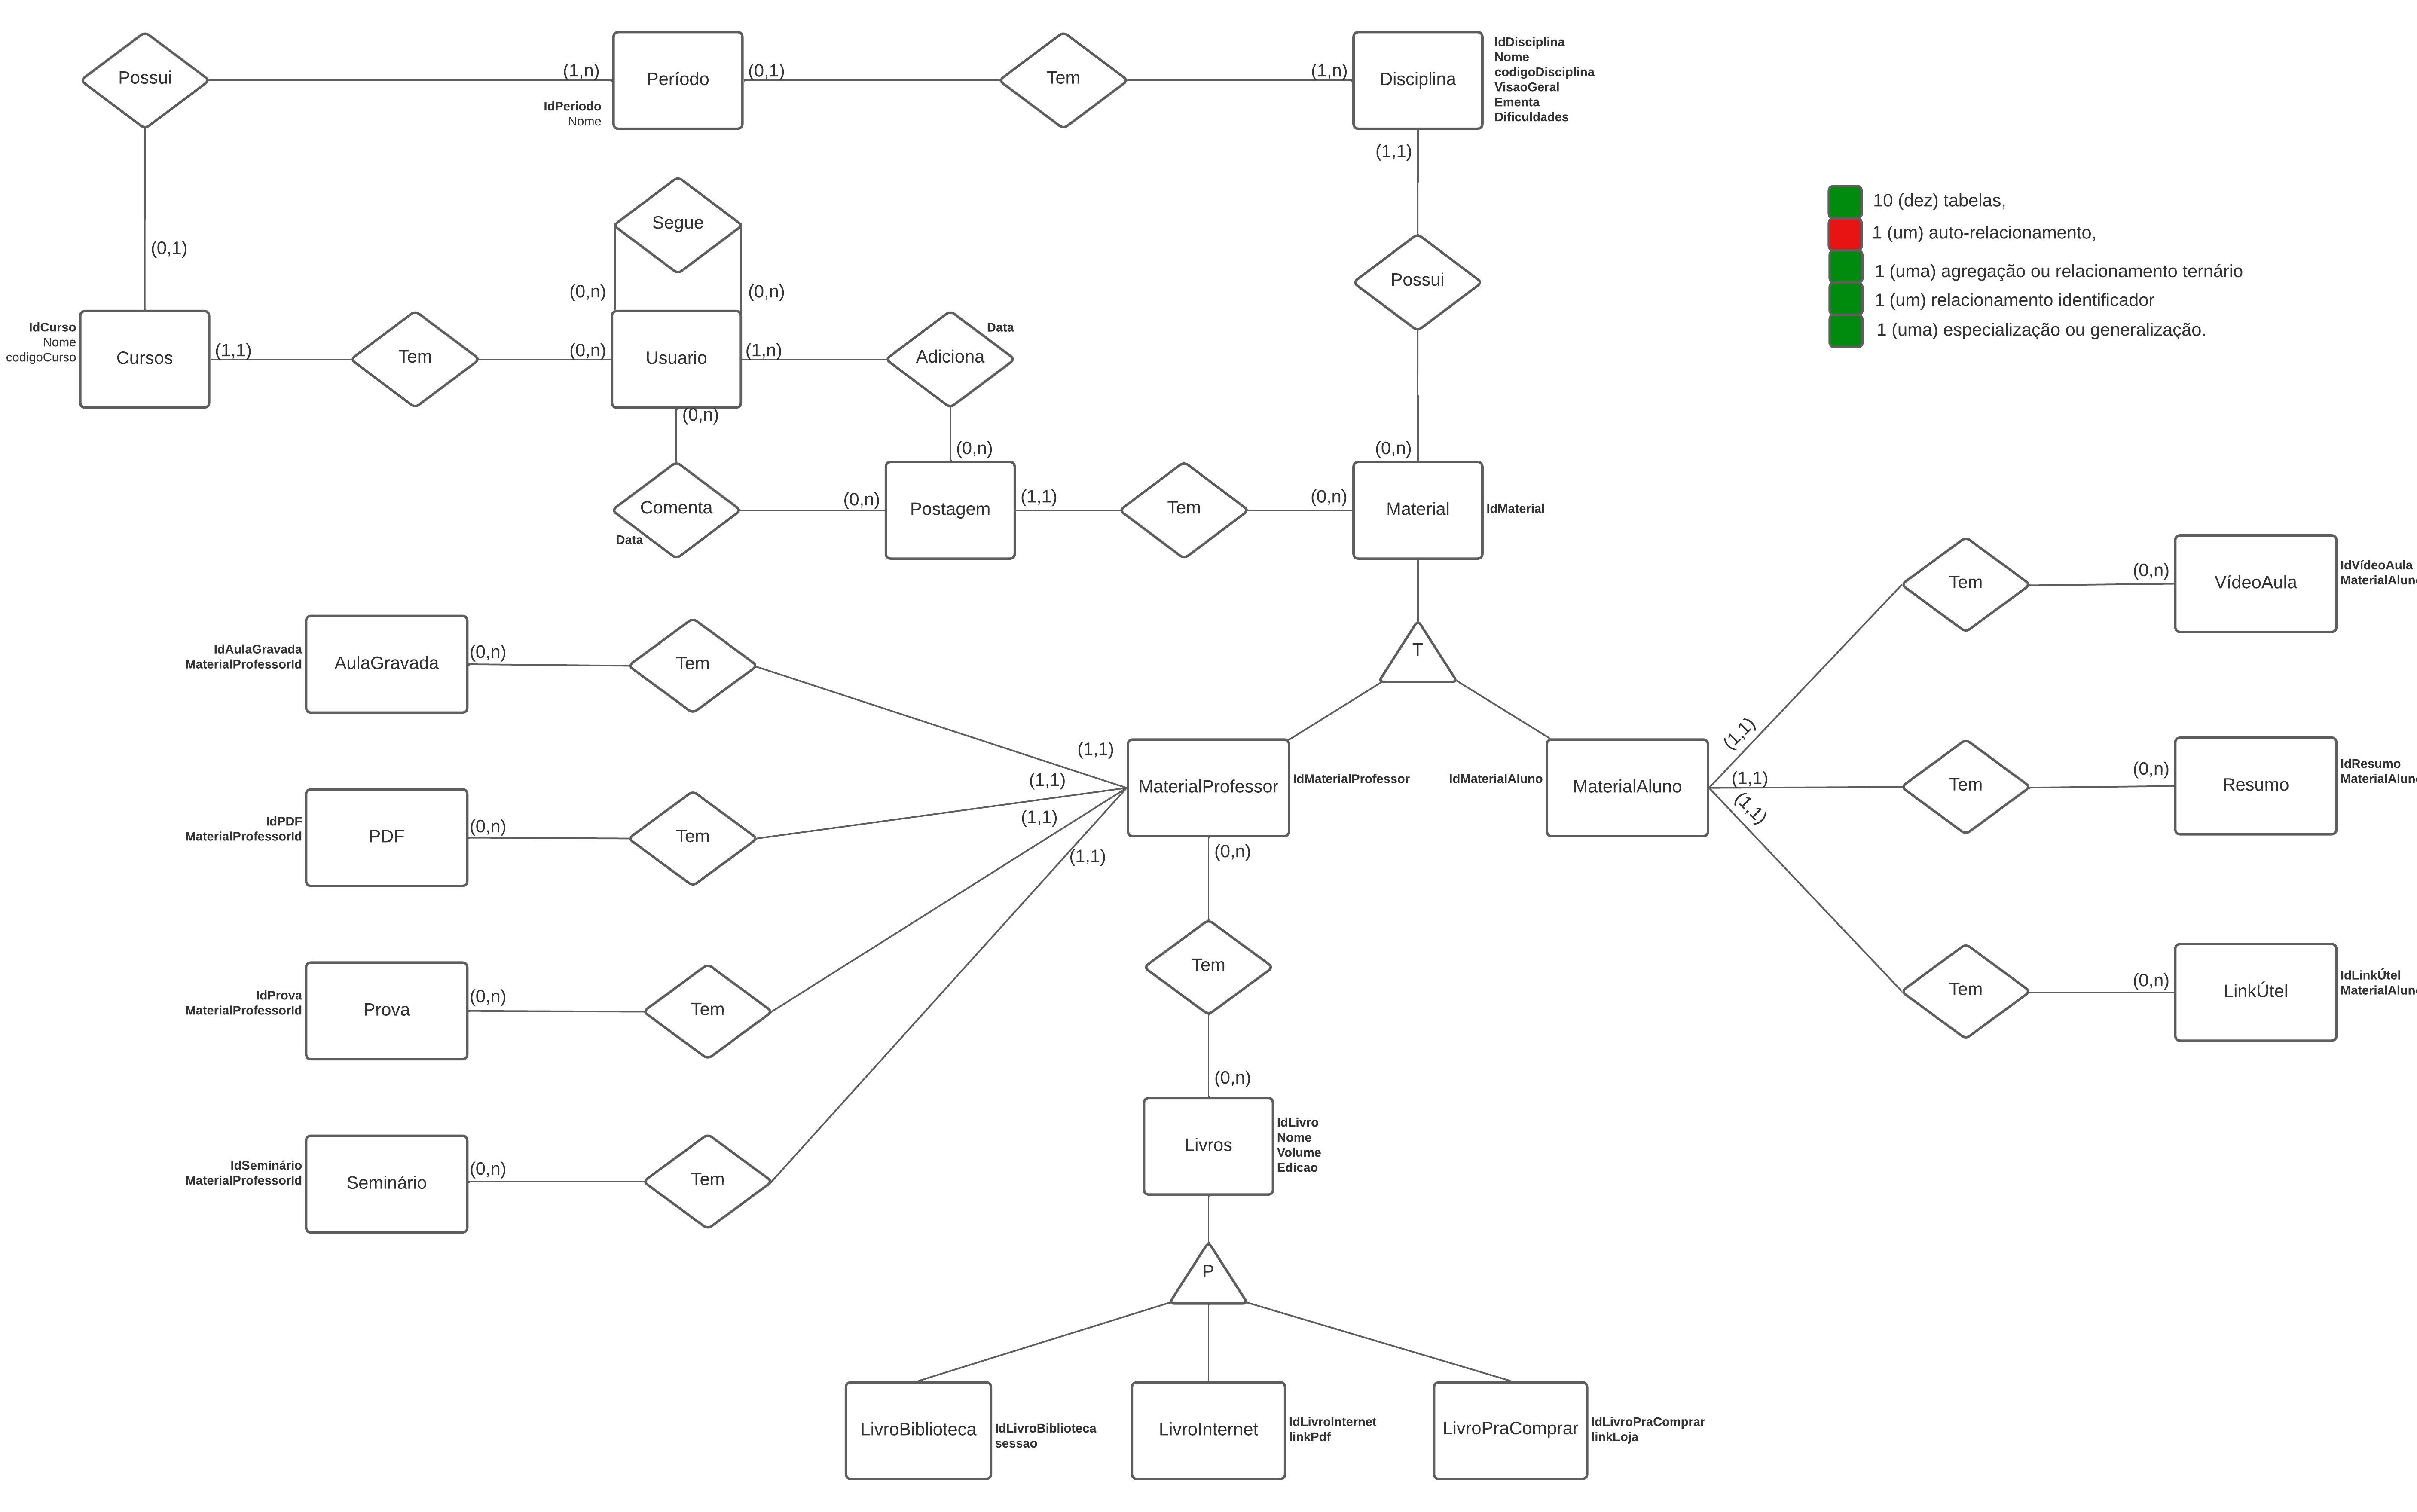 Possui
(1,n)
Período
(0,1)
Tem
(1,n)
Disciplina
IdDisciplina
Nome
codigoDisciplina
VisaoGeral
Ementa
Dificuldades
IdPeriodo
Nome
(1,1)
Segue
10 (dez) tabelas,
1 (um) auto-relacionamento,
1 (uma) agregação ou relacionamento ternário
1 (um) relacionamento identificador
1 (uma) especialização ou generalização.
(0,1)
(0,n)
(0,n)
Possui
IdCurso
Nome
codigoCurso
Cursos
(1,1)
Tem
(0,n)
Usuario
(1,n)
Adiciona
Data
(0,n)
(0,n)
(0,n)
Comenta
Data
(0,n)
Postagem
(1,1)
Tem
(0,n)
Material
IdMaterial
Tem
(0,n)
VídeoAula
IdVídeoAula
MaterialAluno
IdAulaGravada
MaterialProfessorId
AulaGravada
(0,n)
Tem
T
(1,1)
(1,1)
(1,1)
(1,1)
MaterialProfessor
IdMaterialProfessor
IdMaterialAluno
MaterialAluno
(1,1)
(1,1)
(1,1)
Tem
(0,n)
Resumo
IdResumo
MaterialAluno
IdPDF
MaterialProfessorId
PDF
(0,n)
Tem
(0,n)
Tem
IdProva
MaterialProfessorId
Prova
(0,n)
Tem
Tem
(0,n)
LinkÚtel
IdLinkÚtel
MaterialAluno
(0,n)
Livros
IdLivro
Nome
Volume
Edicao
IdSeminário
MaterialProfessorId
Seminário
(0,n)
Tem
P
LivroBiblioteca
IdLivroBiblioteca
sessao
LivroInternet
IdLivroInternet
linkPdf
LivroPraComprar
IdLivroPraComprar
linkLoja